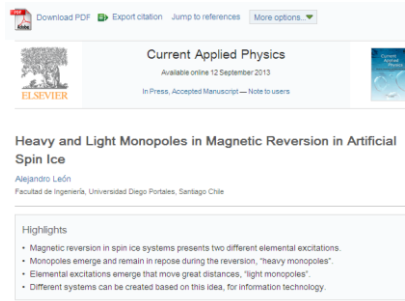 Download PDF Export citation Jump to references More options...
Current Applied Physics
Available online 12 September 2013
In Press, Accepted Manuscript — Note to users
ELSEVIER
Current
Applied
Physics
Heavy and Light Monopoles in Magnetic Reversion in Artificial
Spin Ice
Alejandro León
Facultad de Ingeniería, Universidad Diego Portales, Santiago Chile
Highlights
• Magnetic reversion in spin ice systems presents two different elemental excitations.
• Monopoles emerge and remain in repose during the reversion, "heavy monopoles".
• Elemental excitations emerge that move great distances, "light monopoles".
• Different systems can be created based on this idea, for information technology.